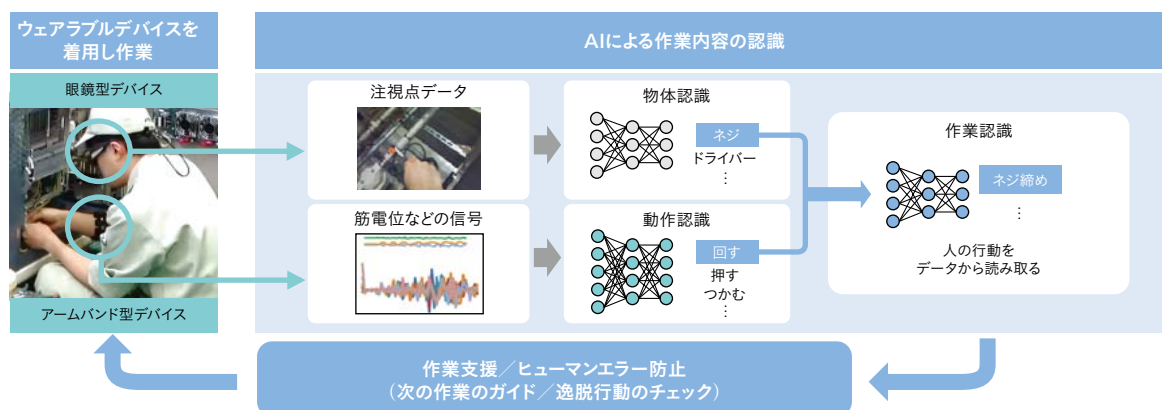 ウェアラブルデバイスを
着用し作業
AIによる作業内容の認識
眼鏡型デバイス
アームバンド型デバイス
注視点データ
筋電位などの信号
物体認識
ネジ
ドライバー
⋮
動作認識
回す
押す
つかむ
⋮
作業認識
ネジ締め
⋮
人の行動を
データから読み取る
作業支援／ヒューマンエラー防止
（次の作業のガイド／逸脱行動のチェック）